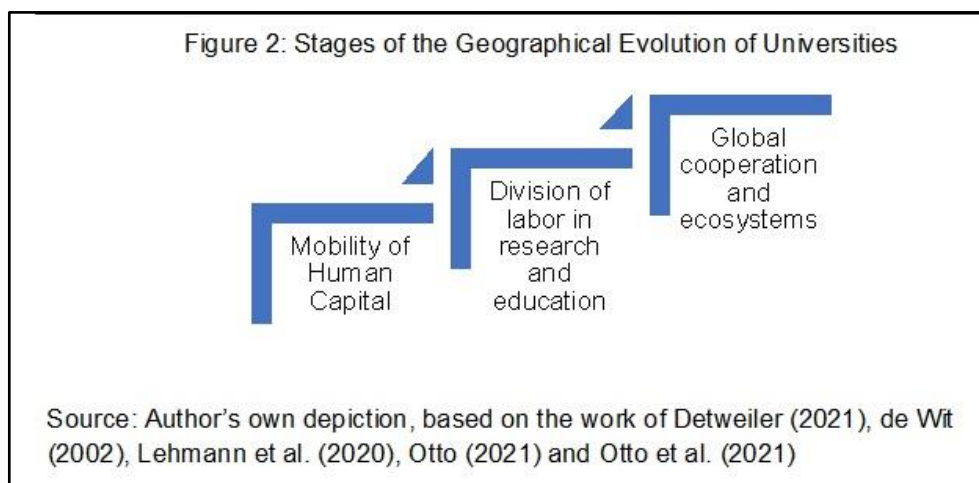 Figure 2: Stages of the Geographical Evolution of Universities
Mobility of
Human
Capital
Division of
labor in
research
and
education
Global
cooperation
and
ecosystems
Source: Author's own depiction, based on the work of Detweiler (2021), de Wit
(2002), Lehmann et al. (2020), Otto (2021) and Otto et al. (2021)